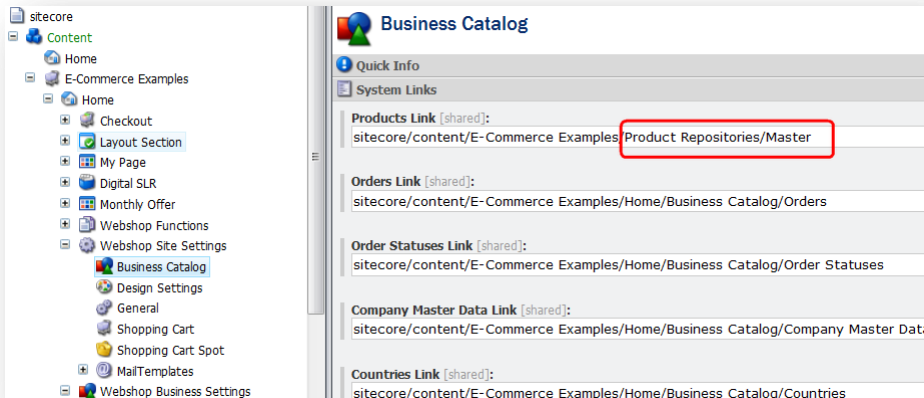 sitecore
Content
Home
E-Commerce Examples
Home
Checkout
Layout Section
My Page
Digital SLR
Monthly Offer
Webshop Functions
Webshop Site Settings
Business Catalog
Design Settings
General
Shopping Cart
Shopping Cart Spot
MailTemplates
Webshop Business Settings
Business Catalog
Quick Info
System Links
Products Link [shared]:
sitecore/content/E-Commerce Examples/Product Repositories/Master
Orders Link [shared]:
sitecore/content/E-Commerce Examples/Home/Business Catalog/Orders
Order Statuses Link [shared]:
sitecore/content/E-Commerce Examples/Home/Business Catalog/Order Statuses
Company Master Data Link [shared]:
sitecore/content/E-Commerce Examples/Home/Business Catalog/Company Master Data
Countries Link [shared]:
sitecore/content/E-Commerce Examples/Home/Business Catalog/Countries